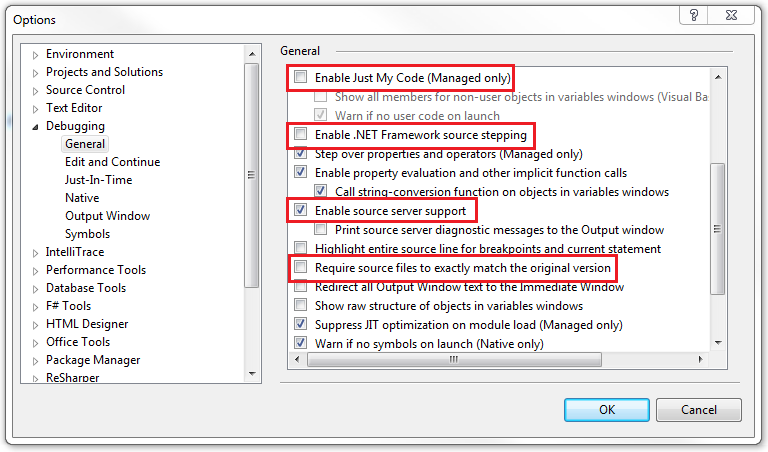 Options
?
Environment
Projects and Solutions
Source Control
Text Editor
Debugging
General
Edit and Continue
Just-In-Time
Native
Output Window
Symbols
IntelliTrace
Performance Tools
Database Tools
F# Tools
HTML Designer
Office Tools
Package Manager
ReSharper
General
Enable Just My Code (Managed only)
Show all members for non-user objects in variables windows (Visual Bas
Warn if no user code on launch
Enable .NET Framework source stepping
Step over properties and operators (Managed only)
Enable property evaluation and other implicit function calls
Call string-conversion function on objects in variables windows
Enable source server support
Print source server diagnostic messages to the Output window
Highlight entire source line for breakpoints and current statement
Require source files to exactly match the original version
Redirect all Output Window text to the Immediate Window
Show raw structure of objects in variables windows
Suppress JIT optimization on module load (Managed only)
Warn if no symbols on launch (Native only)
OK
Cancel